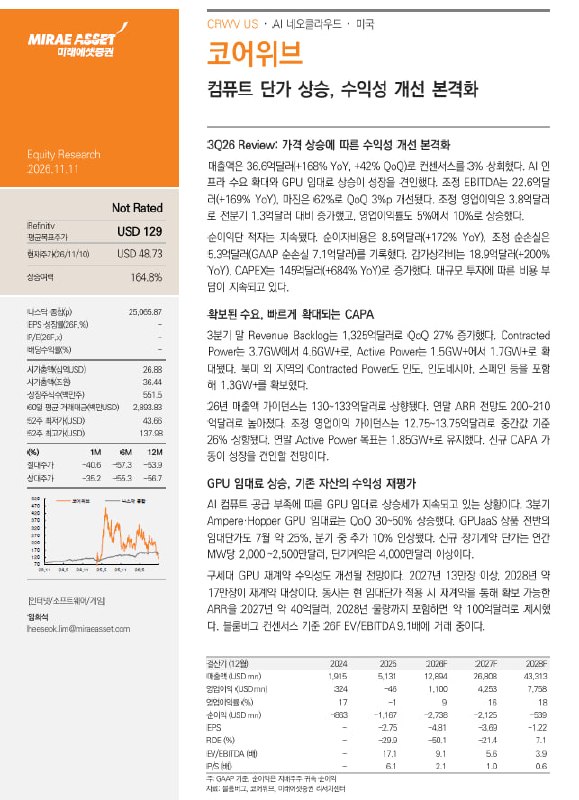 MIRAE ASSET
미래에셋증권
Equity Research
2026.11.11
CRWV US · AI 네오클라우드 · 미국
코어위브
컴퓨트 단가 상승, 수익성 개선 본격화
Not Rated
Refinitiv
평균목표주가
USD 129
현재주가(26/11/10) USD 48.73
상승여력 164.8%
나스닥 종합(p) 25,065.87
EPS 성장률(26F,%) –
P/E(26F,x) –
배당수익률(%) –
시가총액(십억USD) 26.88
시가총액(조원) 36.44
상장주식수(백만주) 551.5
60일 평균 거래대금(백만USD) 2,893.83
52주 최저가(USD) 43.66
52주 최고가(USD) 137.98
(%) 1M 6M 12M
절대주가 -40.6 -57.3 -53.9
상대주가 -35.2 -55.3 -56.7
코어위브 나스닥 종합
[인터넷/소프트웨어/게임]
임희석
heeseok.lim@miraeasset.com
3Q26 Review: 가격 상승에 따른 수익성 개선 본격화
매출액은 36.6억달러(+168% YoY, +42% QoQ)로 컨센서스를 3% 상회했다. AI 인
프라 수요 확대와 GPU 임대료 상승이 성장을 견인했다. 조정 EBITDA는 22.6억달
러(+169% YoY), 마진은 62%로 QoQ 3%p 개선됐다. 조정 영업이익은 3.8억달러
로 전분기 1.3억달러 대비 증가했고, 영업이익률도 5%에서 10%로 상승했다.
순이익단 적자는 지속됐다. 순이자비용은 8.5억달러(+172% YoY), 조정 순손실은
5.3억달러(GAAP 순손실 7.1억달러)를 기록했다. 감가상각비는 18.9억달러(+200%
YoY), CAPEX는 145억달러(+684% YoY)로 증가했다. 대규모 투자에 따른 비용 부
담이 지속되고 있다.
확보된 수요, 빠르게 확대되는 CAPA
3분기 말 Revenue Backlog는 1,325억달러로 QoQ 27% 증가했다. Contracted
Power는 3.7GW에서 4.6GW+로, Active Power는 1.5GW+에서 1.7GW+로 확
대됐다. 북미 외 지역의 Contracted Power도 인도, 인도네시아, 스페인 등을 포함
해 1.3GW+를 확보했다.
26년 매출액 가이던스는 130~133억달러로 상향됐다. 연말 ARR 전망도 200~210
억달러로 높아졌다. 조정 영업이익 가이던스는 12.75~13.75억달러로 중간값 기준
26% 상향됐다. 연말 Active Power 목표는 1.85GW+로 유지했다. 신규 CAPA 가
동이 성장을 견인할 전망이다.
GPU 임대료 상승, 기존 자산의 수익성 재평가
AI 컴퓨트 공급 부족에 따른 GPU 임대료 상승세가 지속되고 있는 상황이다. 3분기
Ampere·Hopper GPU 임대료는 QoQ 30~50% 상승했다. GPUaaS 상품 전반의
임대단가도 7월 약 25%, 분기 중 추가 10% 인상했다. 신규 장기계약 단가는 연간
MW당 2,000~2,500만달러, 단기계약은 4,000만달러 이상이다.
구세대 GPU 재계약 수익성도 개선될 전망이다. 2027년 13만장 이상, 2028년 약
17만장이 재계약 대상이다. 동사는 현 임대단가 적용 시 재계약을 통해 확보 가능한
ARR을 2027년 약 40억달러, 2028년 물량까지 포함하면 약 100억달러로 제시했
다. 블룸버그 컨센서스 기준 26F EV/EBITDA 9.1배에 거래 중이다.
결산기 (12월) 2024 2025 2026F 2027F 2028F
매출액 (USD mn) 1,915 5,131 12,894 26,808 43,313
영업이익 (USD mn) 324 -46 1,100 4,253 7,758
영업이익률 (%) 17 -1 9 16 18
순이익 (USD mn) -863 -1,167 -2,738 -2,125 -539
EPS – -2.75 -4.81 -3.69 -1.22
ROE (%) – -29.9 -50.1 -21.4 7.1
EV/EBITDA (배) – 17.1 9.1 5.6 3.9
P/S (배) – 6.1 2.1 1.0 0.6
주: GAAP 기준, 순이익은 지배주주 귀속 순이익
자료: 블룸버그, 코어위브, 미래에셋증권 리서치센터